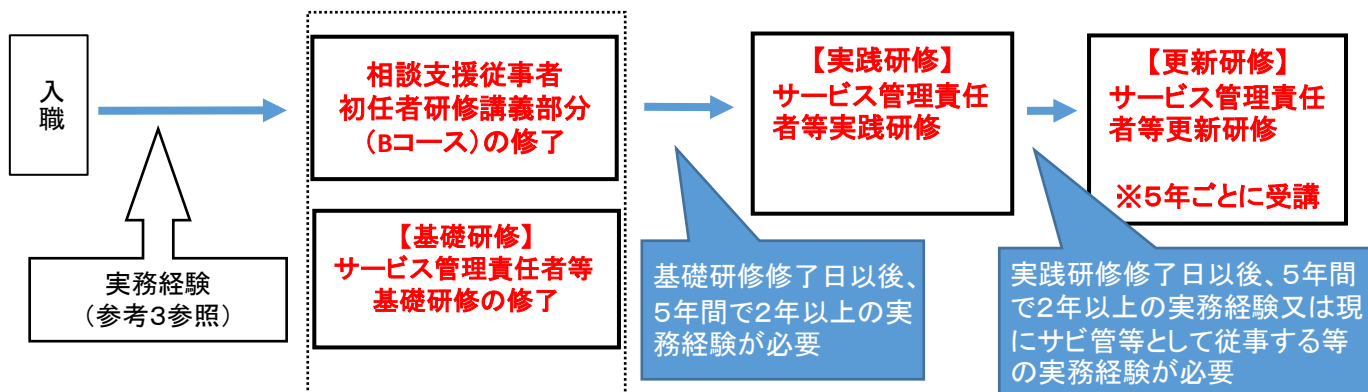 入
職
実務経験
(参考3参照)
相談支援従事者
初任者研修講義部分
(Bコース)の修了
【基礎研修】
サービス管理責任者等
基礎研修の修了
基礎研修修了日以後、
5年間で2年以上の実
務経験が必要
【実践研修】
サービス管理責任
者等実践研修
実践研修修了日以後、5年間
で2年以上の実務経験又は現
にサビ管等として従事する等
の実務経験が必要
【更新研修】
サービス管理責任
者等更新研修
※5年ごとに受講